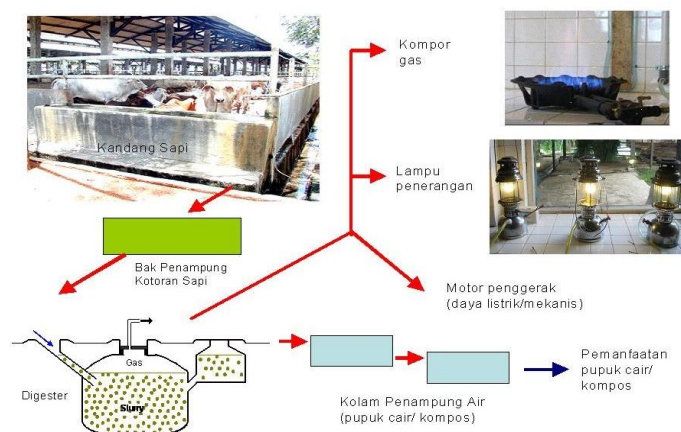 Kompor
gas
Kandang Sapi
Lampu
penerangan
Bak Penampung
Kotoran Sapi
Motor penggerak
(daya listrik/mekanis)
Gas
Digester
Slurry
Kolam Penampung Air
(pupuk cair/ kompos)
Pemanfaatan
pupuk cair/
kompos